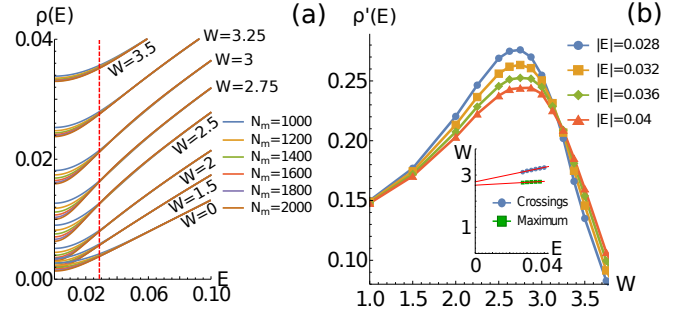 ρ(E)
(a)
0.04
0.02
0.00
0.02
0.06
0.10
E
W=3.5
W=3.25
W=3
W=2.75
W=2.5
W=2
W=1.5
W=0
N_m=1000
N_m=1200
N_m=1400
N_m=1600
N_m=1800
N_m=2000
ρ'(E)
(b)
0.25
0.20
0.15
0.10
1.0
1.5
2.0
2.5
3.0
3.5
W
|E|=0.028
|E|=0.032
|E|=0.036
|E|=0.04
W
5
3
1
0
0.04
E
Crossings
Maximum